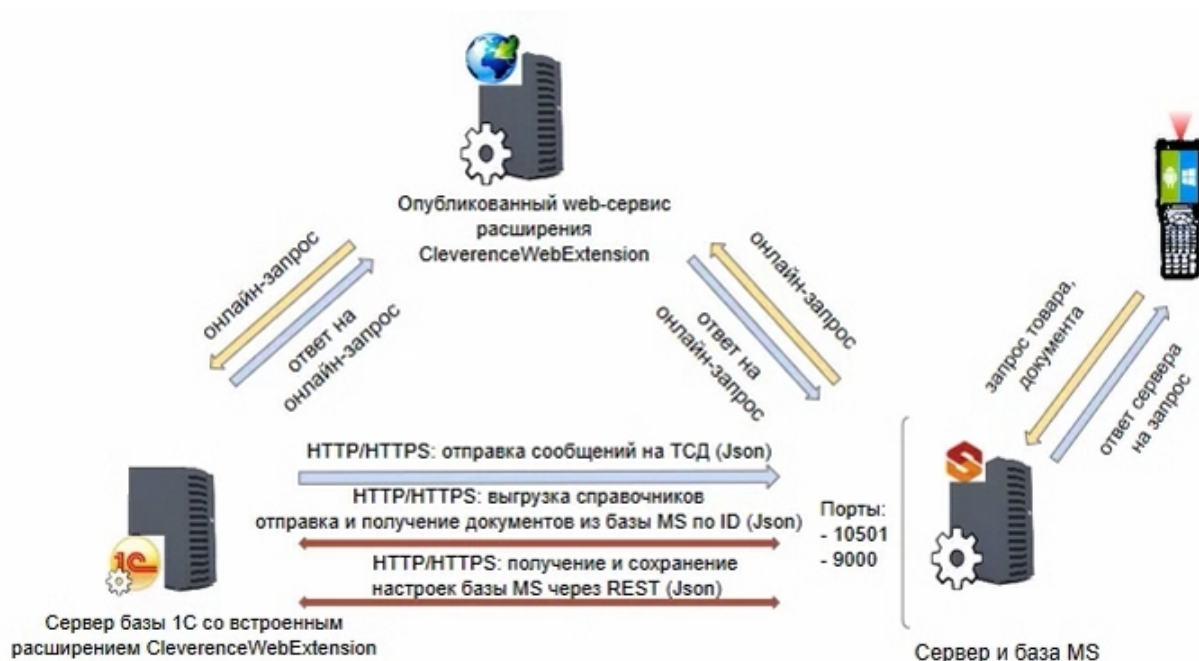 Опубликованный web-сервис
расширения
CleverenceWebExtension
онлайн-запрос
ответ на
онлайн-запрос
онлайн-запрос
ответ на
онлайн-запрос
запрос товара,
документа
ответ сервера
на запрос
HTTP/HTTPS: отправка сообщений на ТСД (Json)
HTTP/HTTPS: выгрузка справочников
отправка и получение документов из базы MS по ID (Json)
HTTP/HTTPS: получение и сохранение
настроек базы MS через REST (Json)
Порты:
- 10501
- 9000
1С
Сервер базы 1С со встроенным
расширением CleverenceWebExtension
Сервер и база MS